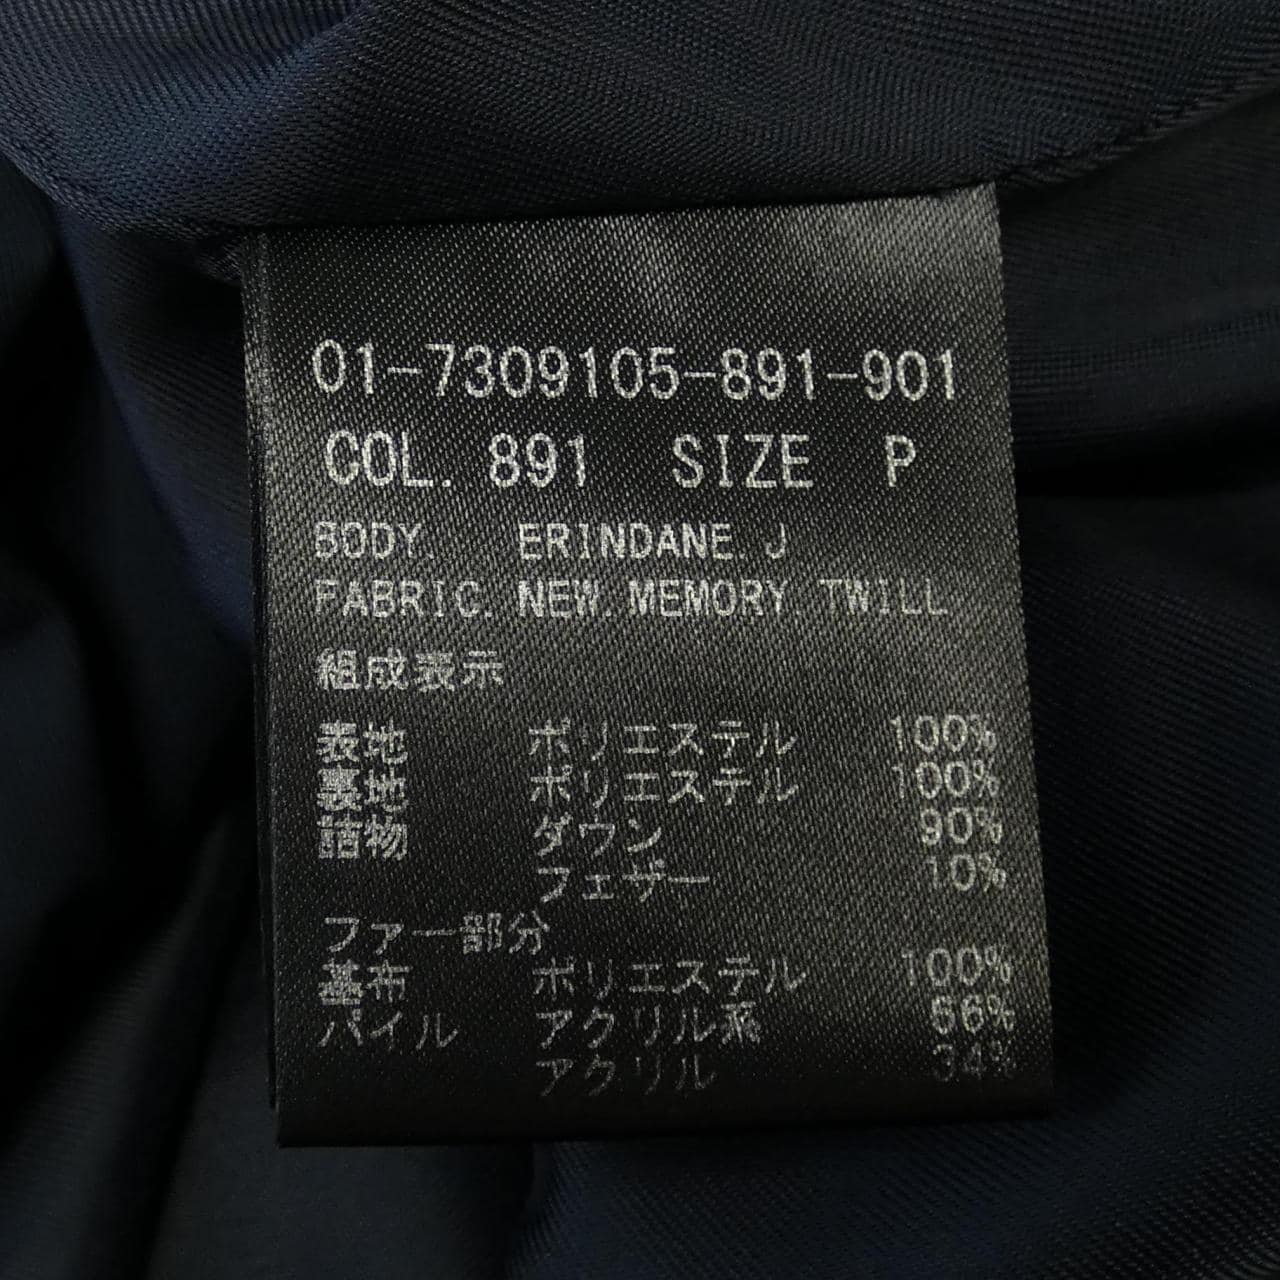 01-7309105-891-901
COL. 891 SIZE P
BODY. ERINDANE.J
FABRIC. NEW.MEMORY.TWILL
組成表示
表地 ポリエステル 100%
裏地 ポリエステル 100%
詰物 ダウン 90%
フェザー 10%
ファー部分
基布 ポリエステル 100%
パイル アクリル系 66%
アクリル 34%